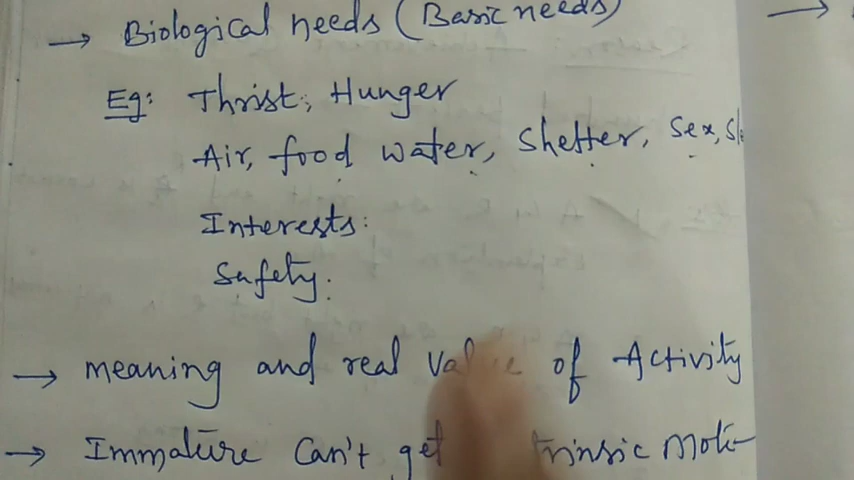 → Biological needs (Basic needs)
Eg: Thrist, Hunger
Air, food water, Shelter, Sex,
Interests:
Safety.
→ meaning and real of Activity
→ Immature Can't get